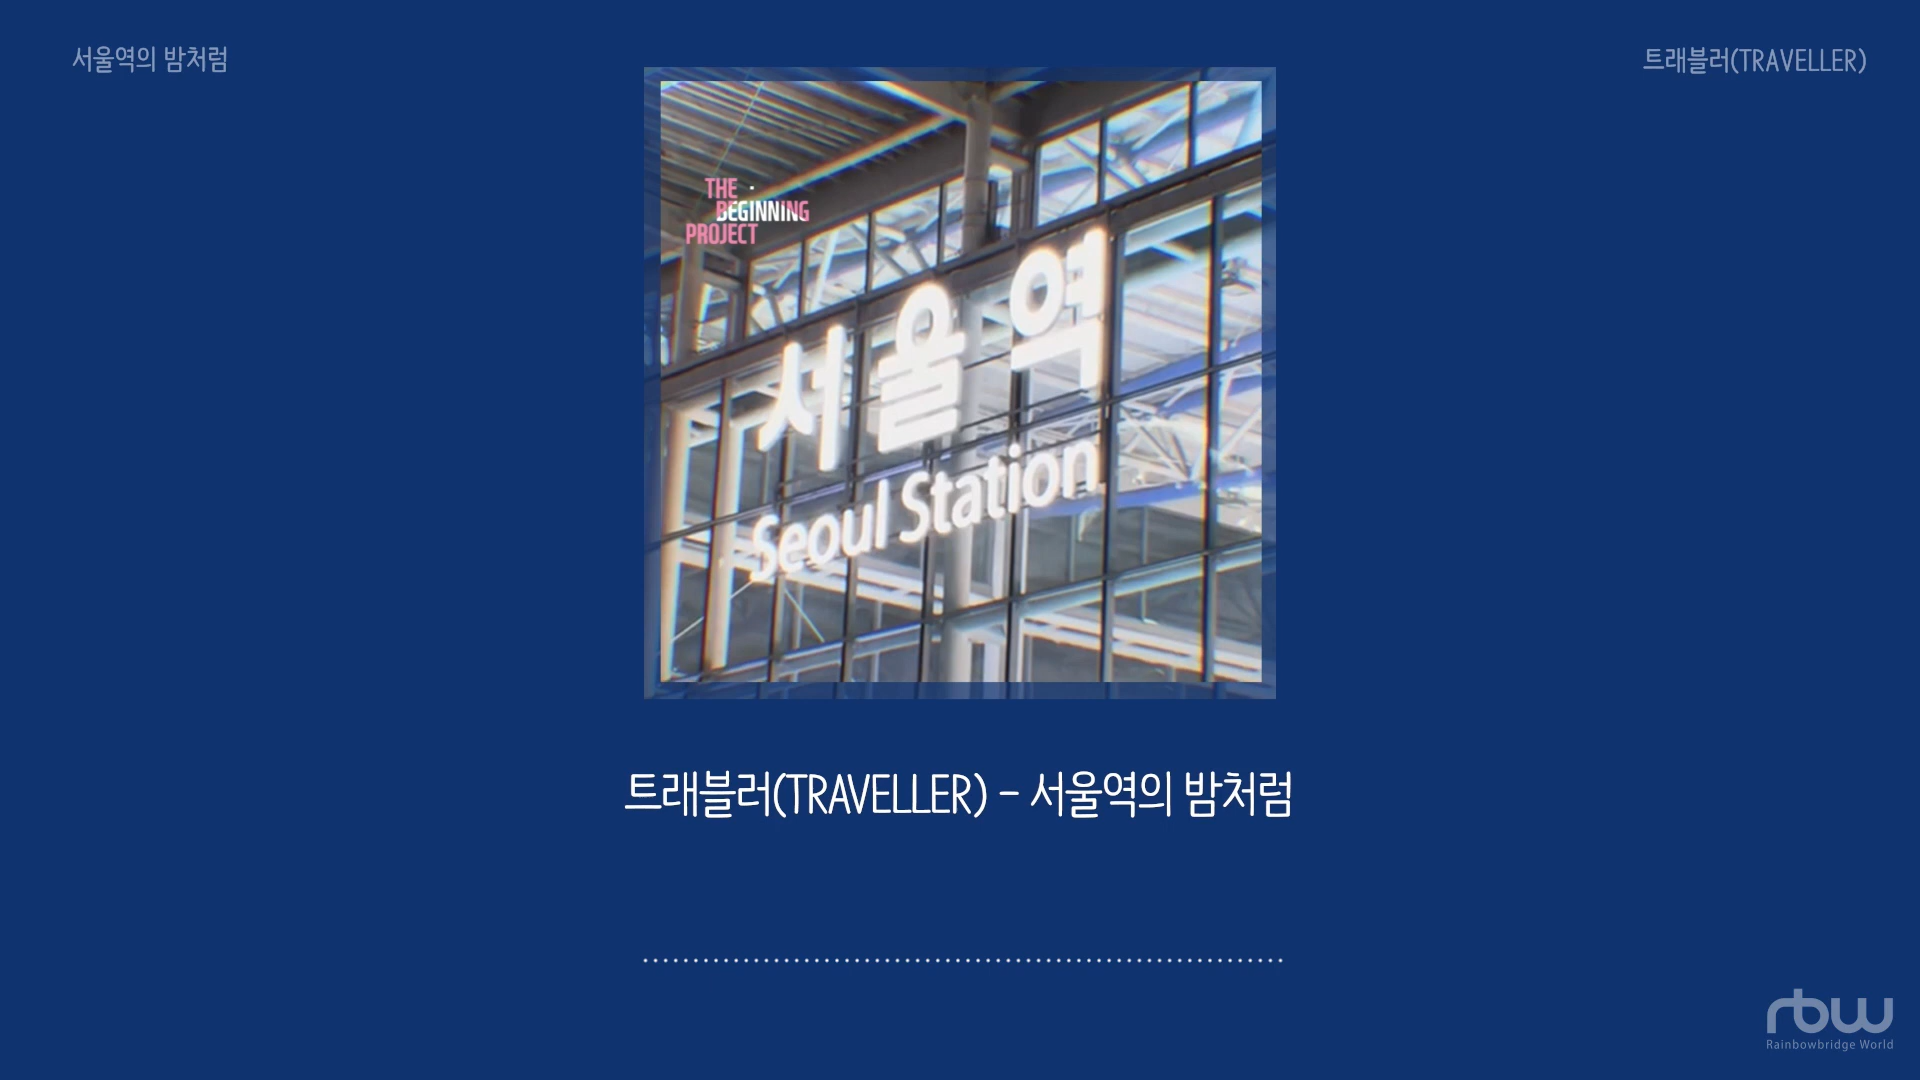 서울역의 밤처럼
트래블러(TRAVELLER)
THE
BEGINNING
PROJECT
서울역
Seoul Station
트래블러(TRAVELLER) - 서울역의 밤처럼
rbw
Rainbowbridge World